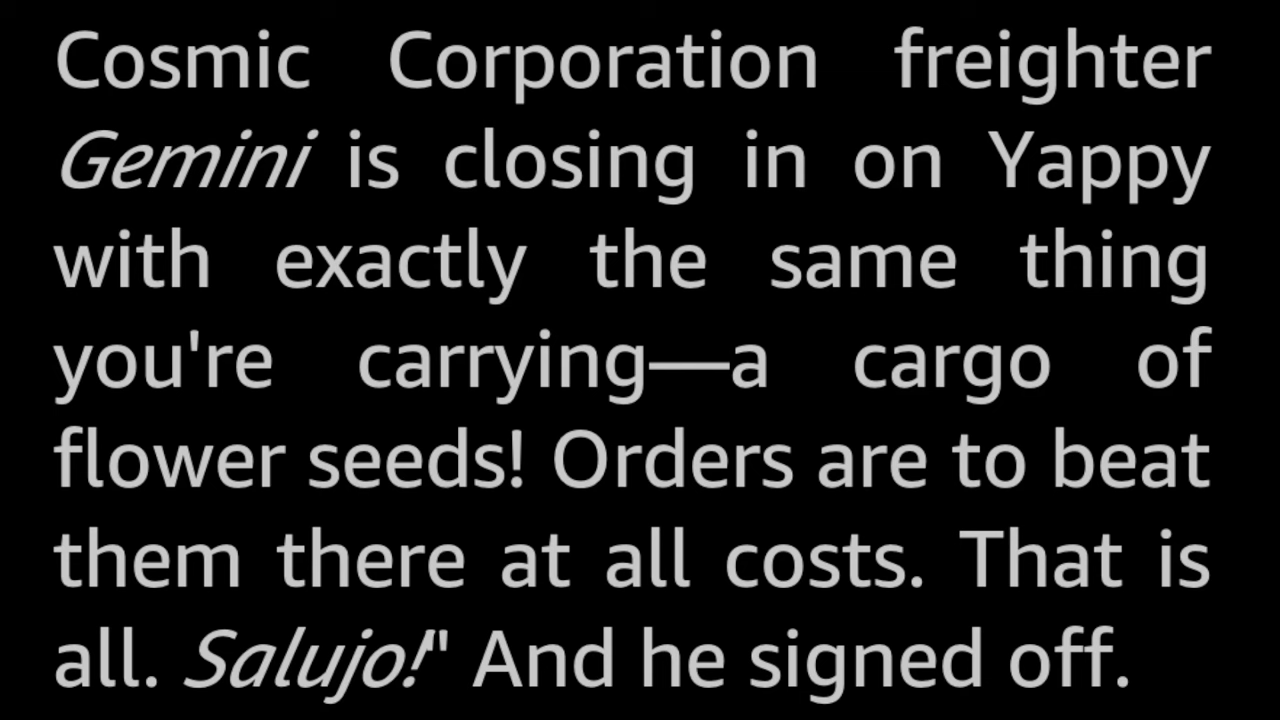 Cosmic Corporation freighter
Gemini is closing in on Yappy
with exactly the same thing
you're carrying—a cargo of
flower seeds! Orders are to beat
them there at all costs. That is
all. Salujo!" And he signed off.